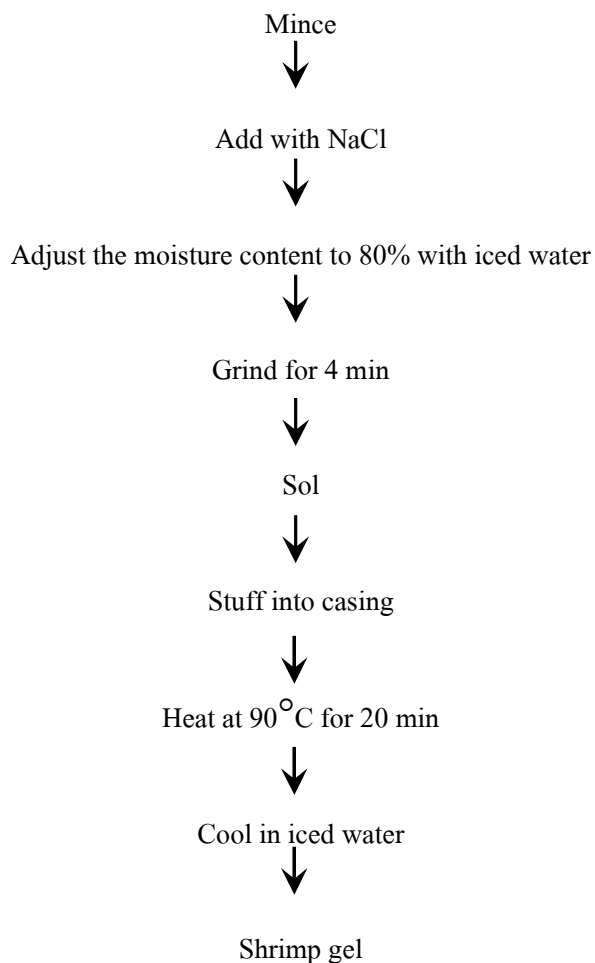 Mince
Add with NaCl
Adjust the moisture content to 80% with iced water
Grind for 4 min
Sol
Stuff into casing
Heat at 90°C for 20 min
Cool in iced water
Shrimp gel